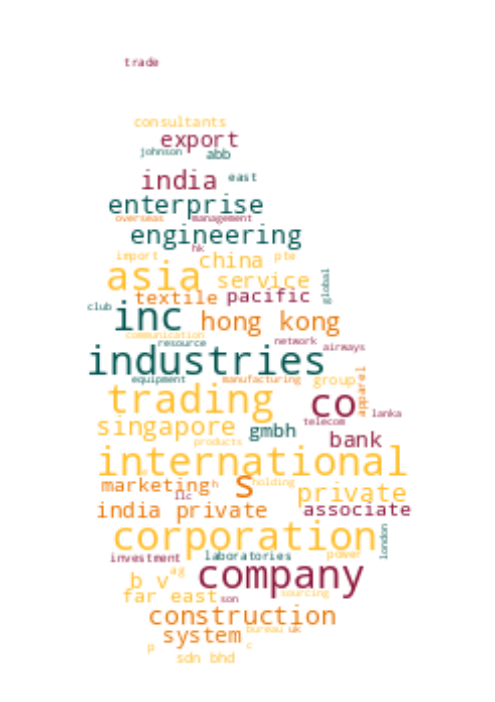 trade
consultants
export
johnson abb
india east
enterprise
overseas management
engineering
hk
import china pte
asia service global
textile pacific
club inc hong kong
communication
resource network airways
industries
equipment manufacturing group
trading co apparel
lanka
singapore gmbh telecom
products bank
international
marketing h s holding
llc private
india private associate
corporation london
investment laboratories power
b v ag company
far east son sourcing
construction
system bureau uk
p c
sdn bhd